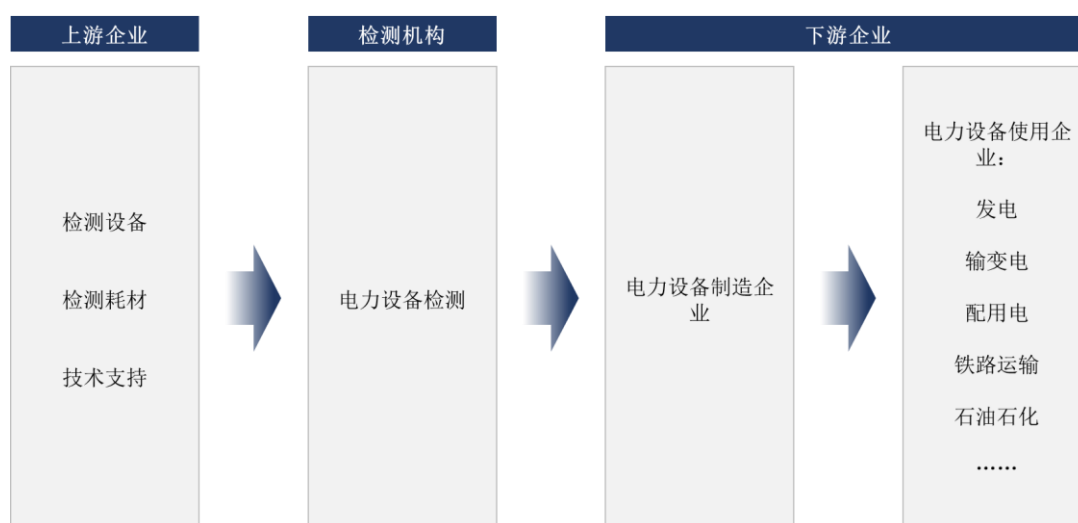 上游企业
检测机构
下游企业
检测设备
检测耗材
技术支持
电力设备检测
电力设备制造企
业
电力设备使用企
业：
发电
输变电
配用电
铁路运输
石油石化
……